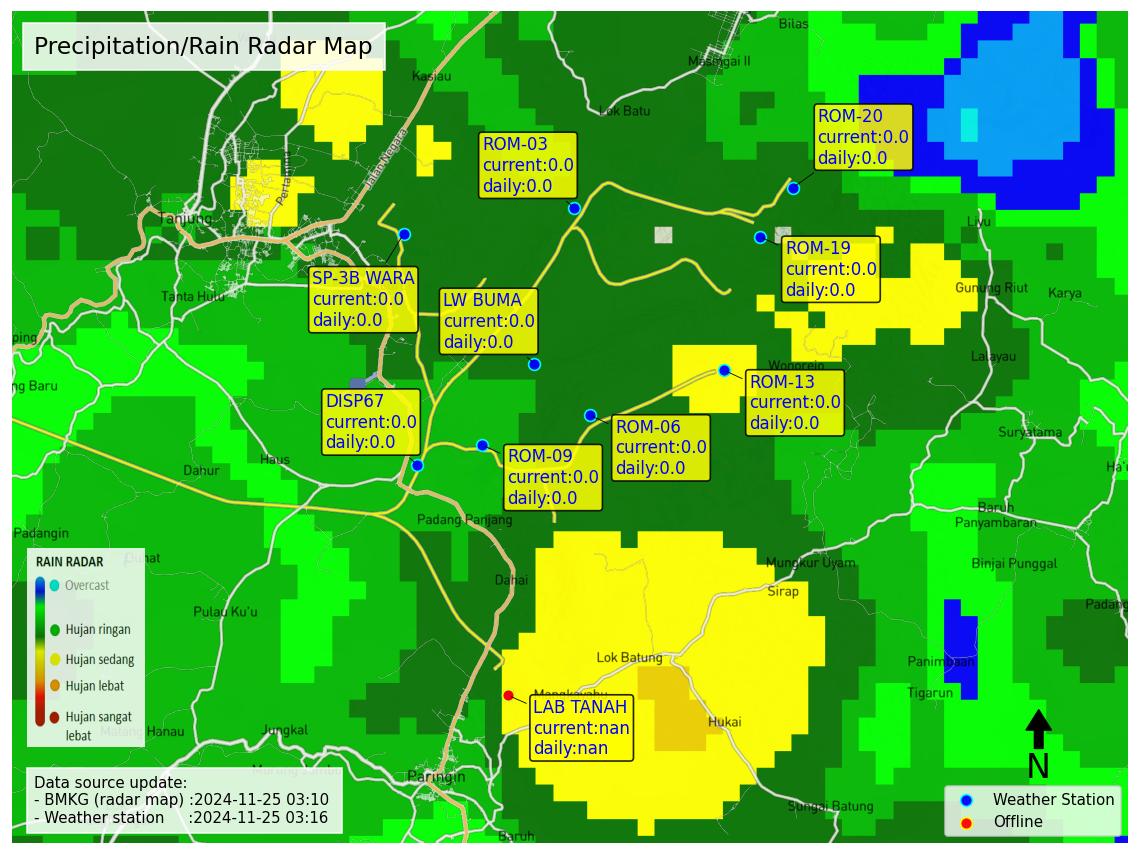 Precipitation/Rain Radar Map
Bilas
Masingai II
Kasiau
Lok Batu
Jalan Negara
Pertamina
Tanjung
Tanta Hulu
ROM-03
current:0.0
daily:0.0
ROM-20
current:0.0
daily:0.0
Liyu
ROM-19
current:0.0
daily:0.0
SP-3B WARA
current:0.0
daily:0.0
LW BUMA
current:0.0
daily:0.0
Gunung Riut
Karya
ping
Lalayau
Wonorejo
ng Baru
ROM-13
current:0.0
daily:0.0
DISP67
current:0.0
daily:0.0
ROM-06
current:0.0
daily:0.0
Suryatama
Haus
Dahur
ROM-09
current:0.0
daily:0.0
Ha'u
Baruh
Panyambaran
Padang Panjang
Padangin
Mungkur Uyam
Binjai Punggal
Dahai
Sirap
Padang
Pulau Ku'u
RAIN RADAR
Overcast
Hujan ringan
Hujan sedang
Hujan lebat
Hujan sangat
lebat
Lok Batung
Panimbaan
Tigarun
LAB TANAH
current:nan
daily:nan
Hukai
Jungkal
Paringin
Sungai Batung
Baruh
N
Data source update:
- BMKG (radar map) :2024-11-25 03:10
- Weather station :2024-11-25 03:16
Weather Station
Offline